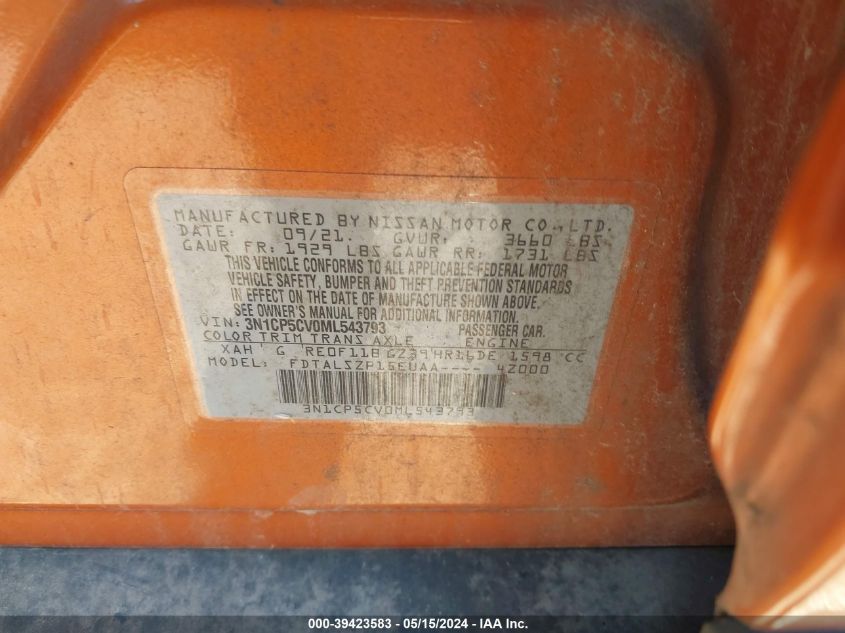 MANUFACTURED BY NISSAN MOTOR CO., LTD.
DATE: 09/21. GVWR: 3660 LBS
GAWR FR: 1929 LBS GAWR RR: 1731 LBS
THIS VEHICLE CONFORMS TO ALL APPLICABLE FEDERAL MOTOR
VEHICLE SAFETY, BUMPER AND THEFT PREVENTION STANDARDS
IN EFFECT ON THE DATE OF MANUFACTURE SHOWN ABOVE.
SEE OWNER'S MANUAL FOR ADDITIONAL INFORMATION.
VIN: 3N1CP5CV0ML543793 PASSENGER CAR.
COLOR TRIM TRANS AXLE ENGINE
XAH G RE0F11B GZ39 HR16DE 1598 CC
MODEL: FDTALSZP16EUAA---- 4Z000
3N1CP5CV0ML543793
000-39423583 - 05/15/2024 - IAA Inc.